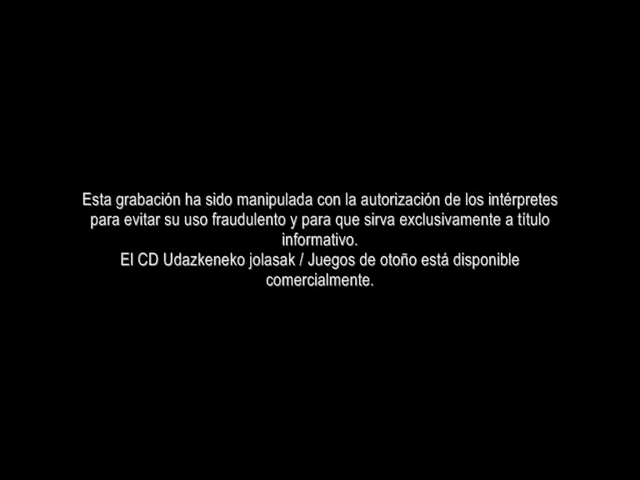 Esta grabación ha sido manipulada con la autorización de los intérpretes
para evitar su uso fraudulento y para que sirva exclusivamente a título
informativo.
El CD Udazkeneko jolasak / Juegos de otoño está disponible
comercialmente.